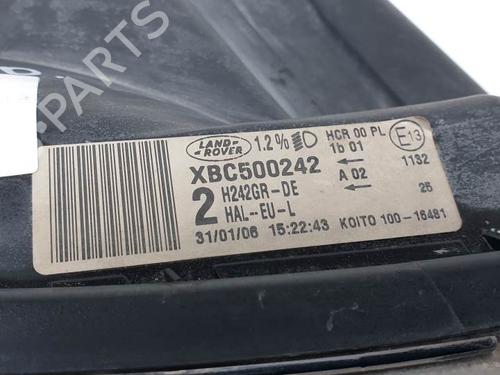 B-PARTS
LAND-
ROVER
1.2% HCR 00 PL E13
1b 01
XBC500242 ← 1132
2 H242GR-DE A 02 ←
HAL-EU-L 25
31/01/06 15:22:43 KOITO 100-16481